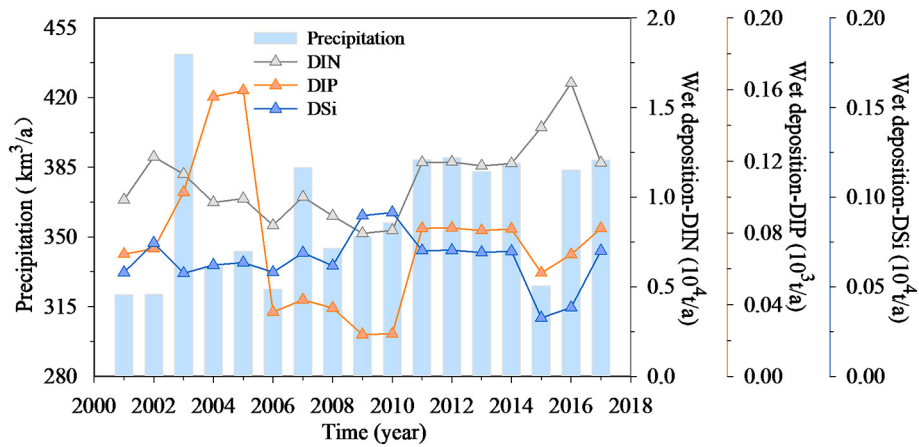 455
420
385
350
315
280
Precipitation ( km³/a)
Precipitation
DIN
DIP
DSi
2000 2002 2004 2006 2008 2010 2012 2014 2016 2018
Time (year)
2.0
1.5
1.0
0.5
0.0
Wet deposition-DIN (10⁴t/a)
0.20
0.16
0.12
0.08
0.04
0.00
Wet deposition-DIP (10³ t/a)
0.20
0.15
0.10
0.05
0.00
Wet deposition-DSi (10⁴t/a)